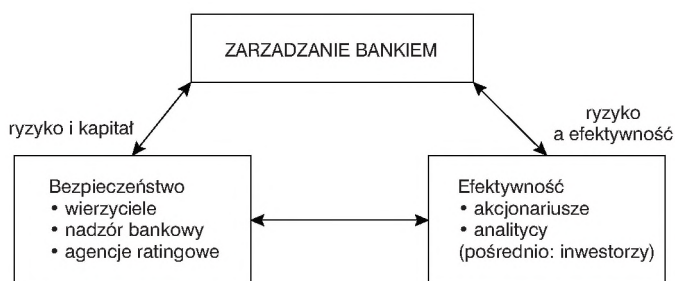 ZARZADZANIE BANKIEM
ryzyko i kapitał
ryzyko
a efektywność
Bezpieczeństwo
• wierzyciele
• nadzór bankowy
• agencje ratingowe
Efektywność
• akcjonariusze
• analitycy
(pośrednio: inwestorzy)